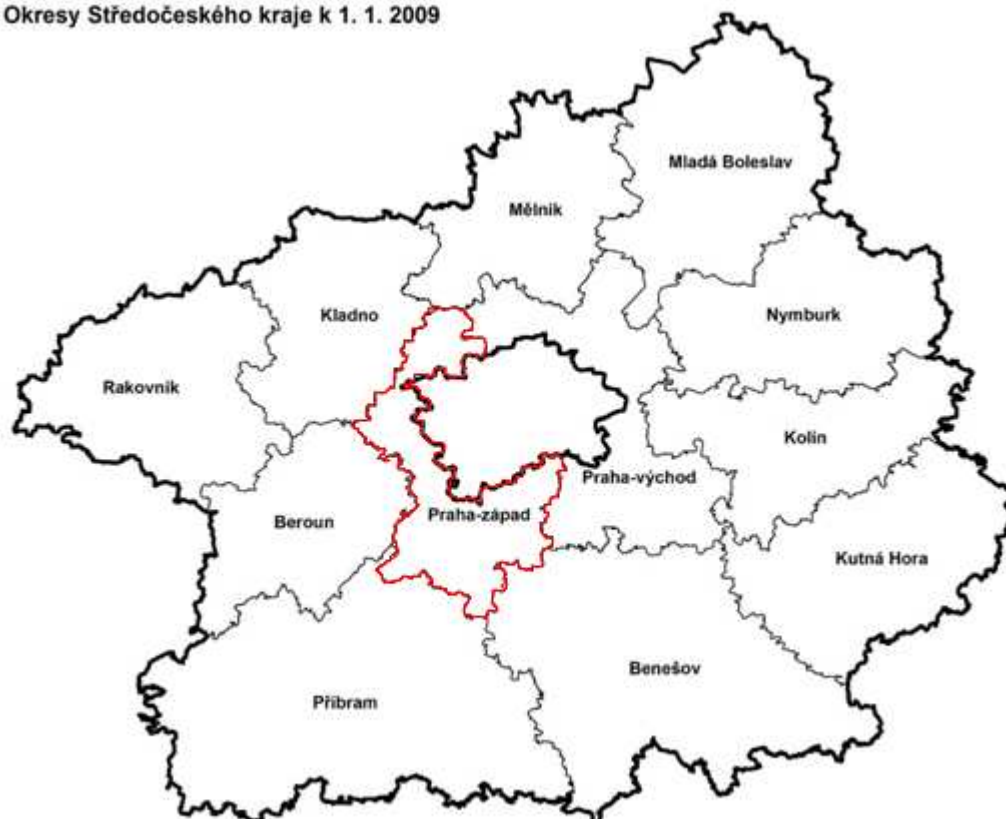 Okresy Středočeského kraje k 1. 1. 2009
Mladá Boleslav
Mělník
Kladno
Nymburk
Rakovník
Kolín
Praha-východ
Praha-západ
Beroun
Kutná Hora
Benešov
Příbram